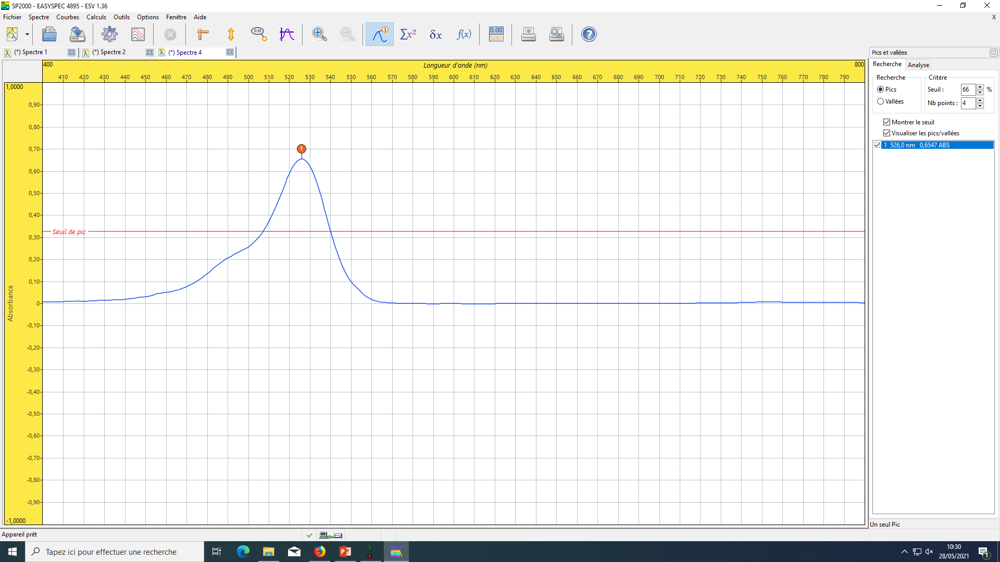 SP2000 - EASYSPEC 4895 - ESV 1.36
Fichier Spectre Courbes Calculs Outils Options Fenêtre Aide X
0.01 1 Σx² δx f(x) 0.00 500 ?
(*) Spectre 1 (*) Spectre 2 (*) Spectre 4
400 Longueur d'onde (nm) 800
410 420 430 440 450 460 470 480 490 500 510 520 530 540 550 560 570 580 590 600 610 620 630 640 650 660 670 680 690 700 710 720 730 740 750 760 770 780 790
1,0000
0,90
0,80
0,70
0,60
0,50
0,40
0,30
0,20
0,10
0
-0,10
-0,20
-0,30
-0,40
-0,50
-0,60
-0,70
-0,80
-0,90
-1,0000
Absorbance
1
Seuil de pic
Pics et vallées
Recherche Analyse
Recherche Critère
Pics Seuil : 66 %
Vallées Nb points : 4
Montrer le seuil
Visualiser les pics/vallées
1 526,0 nm 0,6547 ABS
Un seul Pic
Appareil prêt
Tapez ici pour effectuer une recherche
10:30
28/05/2021
1